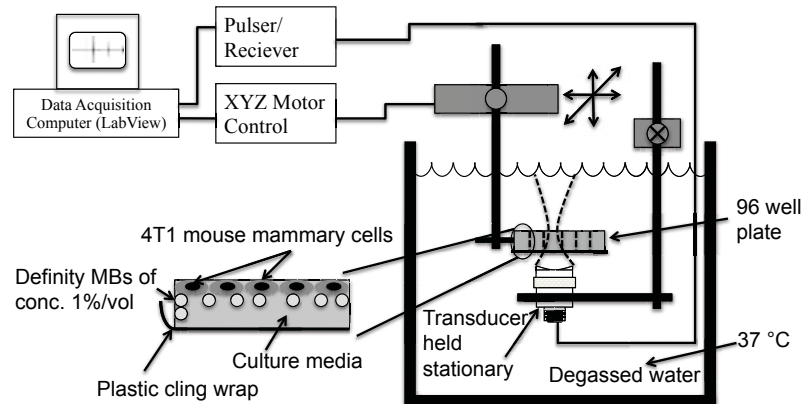 Pulser/
Reciever
Data Acquisition
Computer (LabView)
XYZ Motor
Control
96 well
plate
4T1 mouse mammary cells
Definity MBs of
conc. 1%/vol
Culture media
Plastic cling wrap
Transducer
held
stationary
37 °C
Degassed water